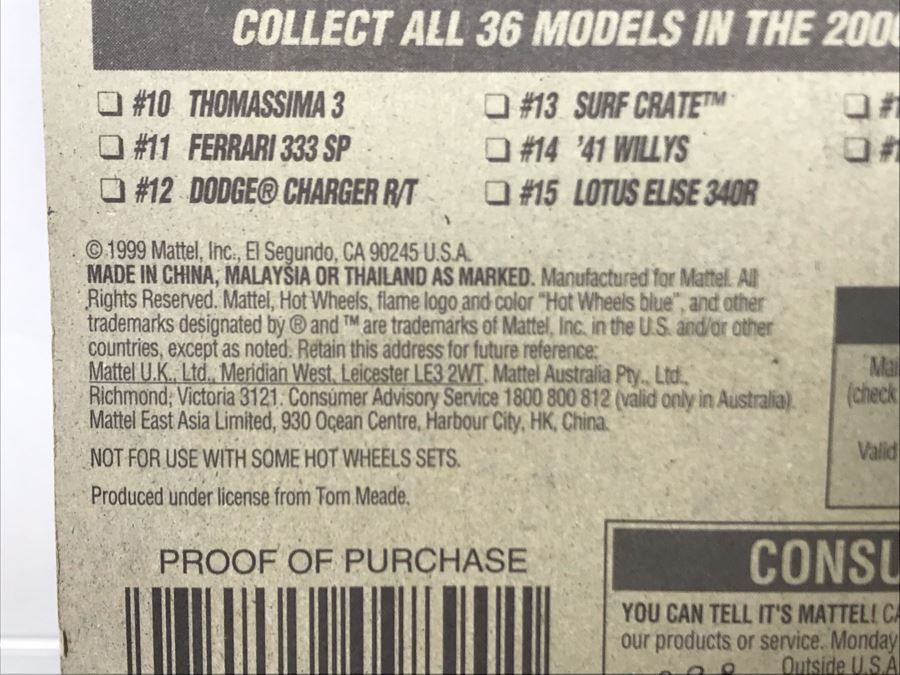 COLLECT ALL 36 MODELS IN THE 200
#10 THOMASSIMA 3
#11 FERRARI 333 SP
#12 DODGE® CHARGER R/T
#13 SURF CRATE™
#14 '41 WILLYS
#15 LOTUS ELISE 340R
© 1999 Mattel, Inc., El Segundo, CA 90245 U.S.A.
MADE IN CHINA, MALAYSIA OR THAILAND AS MARKED. Manufactured for Mattel. All
Rights Reserved. Mattel, Hot Wheels, flame logo and color "Hot Wheels blue", and other
trademarks designated by ® and ™ are trademarks of Mattel, Inc. in the U.S. and/or other
countries, except as noted. Retain this address for future reference:
Mattel U.K., Ltd., Meridian West, Leicester LE3 2WT. Mattel Australia Pty., Ltd.,
Richmond, Victoria 3121. Consumer Advisory Service 1800 800 812 (valid only in Australia).
Mattel East Asia Limited, 930 Ocean Centre, Harbour City, HK, China.
NOT FOR USE WITH SOME HOT WHEELS SETS.
Produced under license from Tom Meade.
PROOF OF PURCHASE
Mai
(check
Valid
CONSU
YOU CAN TELL IT'S MATTEL! CA
our products or service. Monday
Outside U.S.A